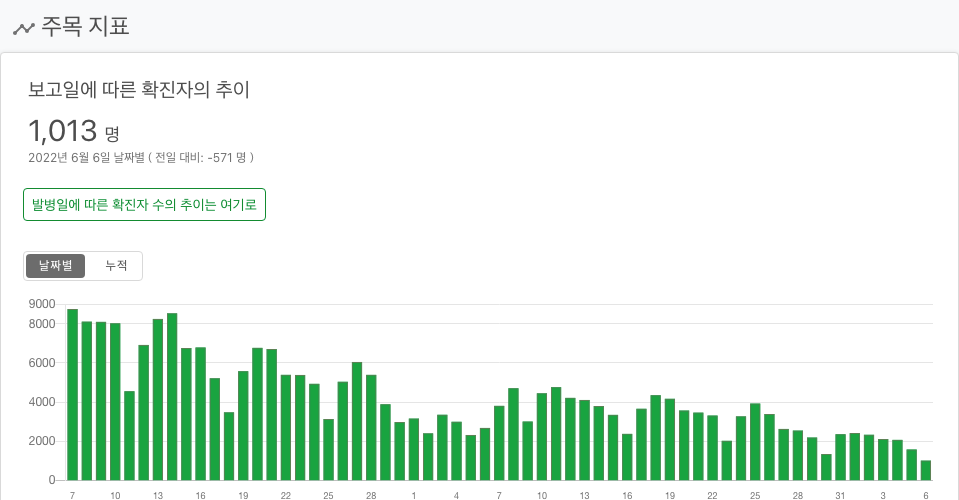 주목 지표
보고일에 따른 확진자의 추이
1,013 명
2022년 6월 6일 날짜별 ( 전일 대비: -571 명 )
발병일에 따른 확진자 수의 추이는 여기로
날짜별 누적
9000
8000
6000
4000
2000
0
7 10 13 16 19 22 25 28 1 4 7 10 13 16 19 22 25 28 31 3 6